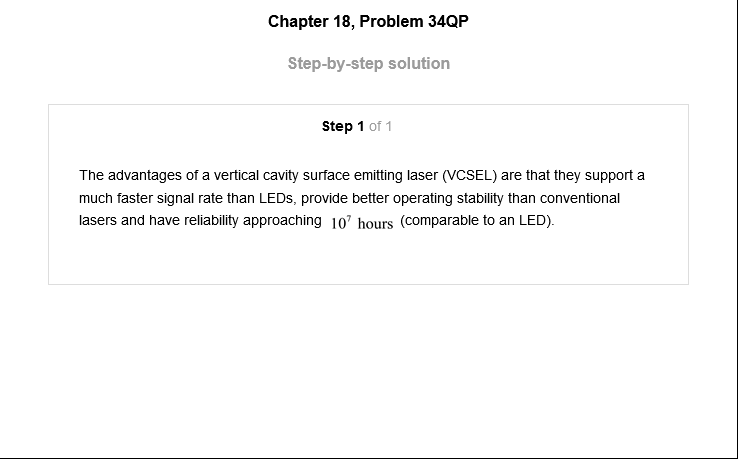 Chapter 18, Problem 34QP
Step-by-step solution
Step 1 of 1
The advantages of a vertical cavity surface emitting laser (VCSEL) are that they support a
much faster signal rate than LEDs, provide better operating stability than conventional
lasers and have reliability approaching 10⁷ hours (comparable to an LED).